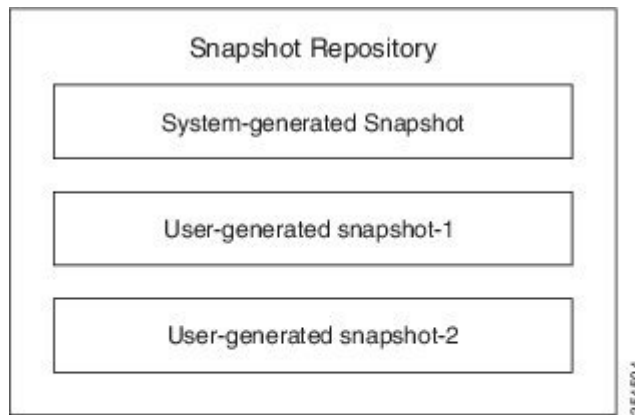 Snapshot Repository
System-generated Snapshot
User-generated snapshot-1
User-generated snapshot-2